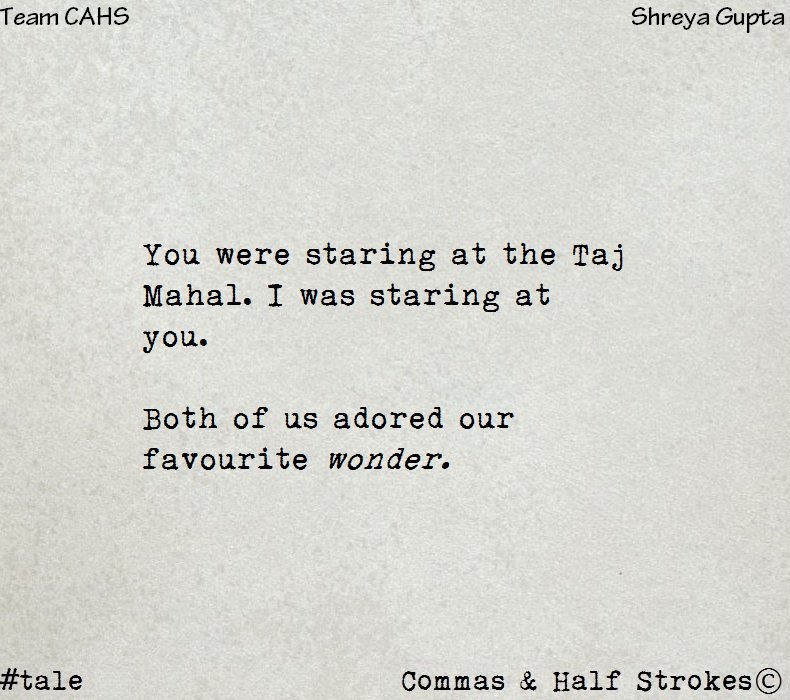 Team CAHS
Shreya Gupta
You were staring at the Taj
Mahal. I was staring at
you.
Both of us adored our
favourite wonder.
#tale
Commas & Half Strokes©